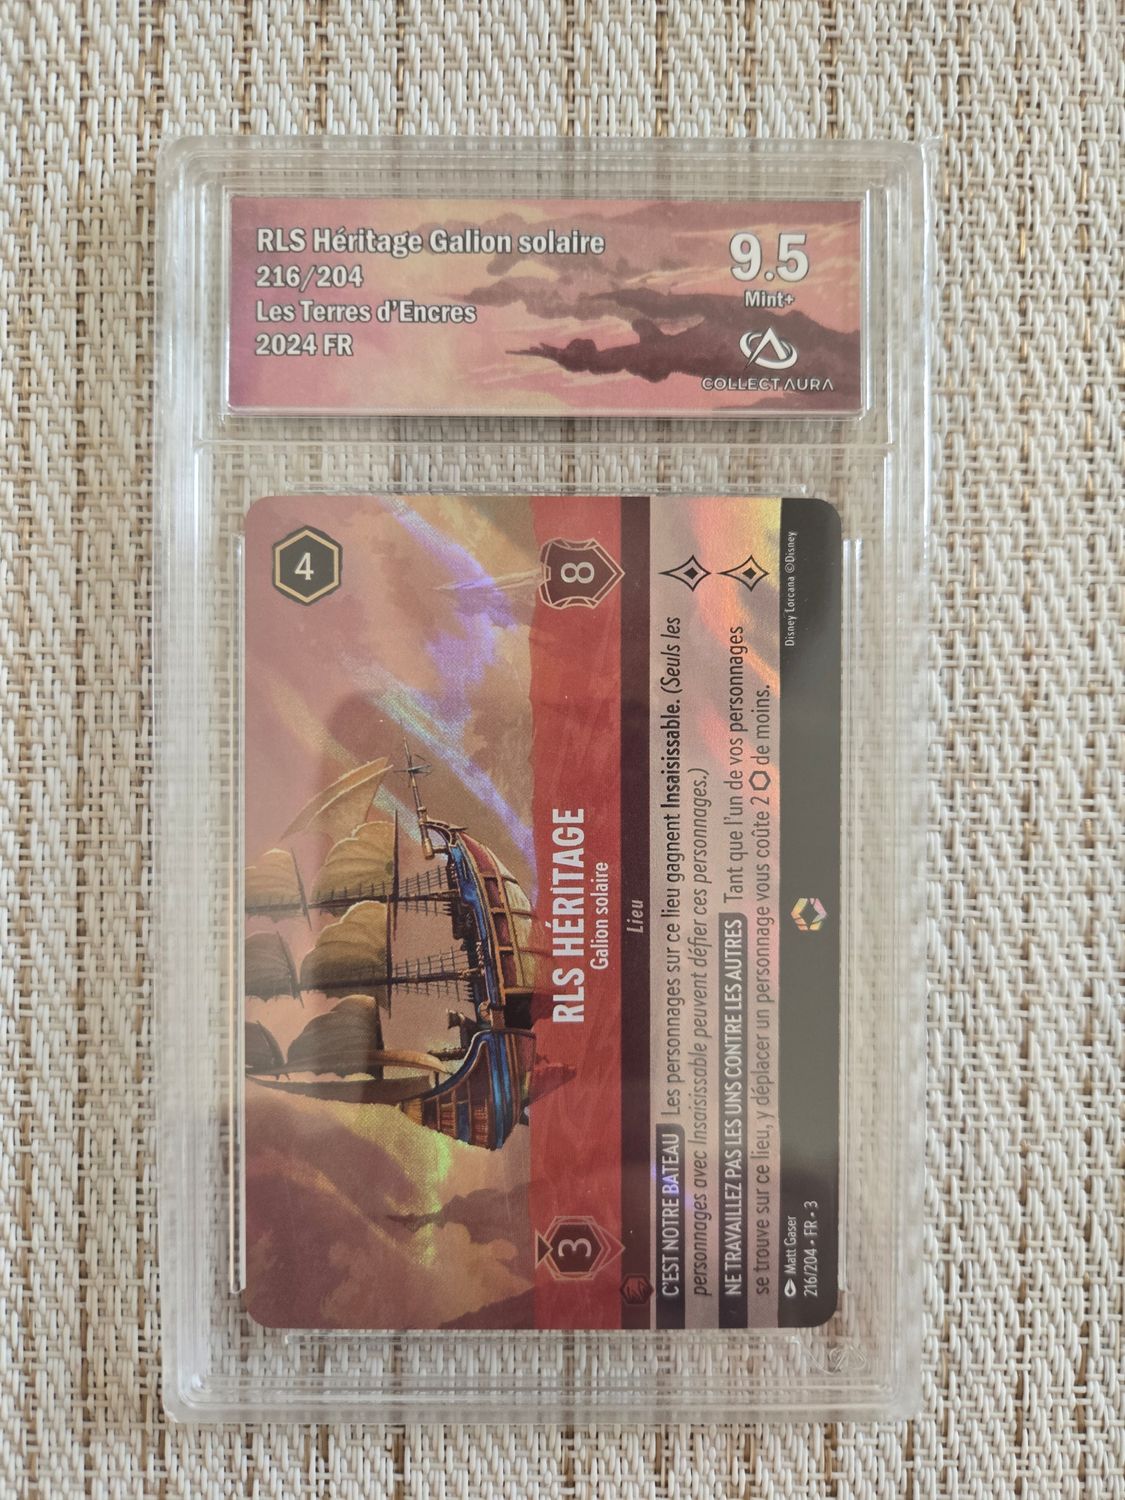 RLS Héritage Galion solaire
216/204
Les Terres d'Encres
2024 FR
9.5
Mint+
COLLECT AURA
4
3
RLS HÉRITAGE
Galion solaire
8
Lieu
C'EST NOTRE BATEAU Les personnages sur ce lieu gagnent Insaisissable. (Seuls les
personnages avec Insaisissable peuvent défier ces personnages.)
NE TRAVAILLEZ PAS LES UNS CONTRE LES AUTRES Tant que l'un de vos personnages
se trouve sur ce lieu, y déplacer un personnage vous coûte 2 ⬡ de moins.
Matt Gaser
216/204 • FR • 3
Disney Lorcana ©Disney